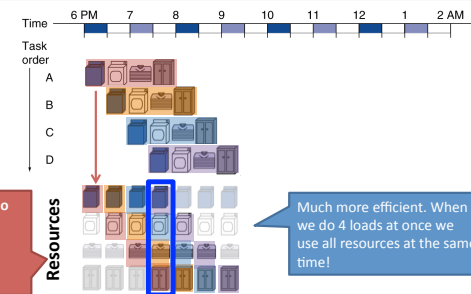 6 PM 7 8 9 10 11 12 1 2 AM
Time
Task
order
A
B
C
D
o
Resources
Much more efficient. When
we do 4 loads at once we
use all resources at the same
time!